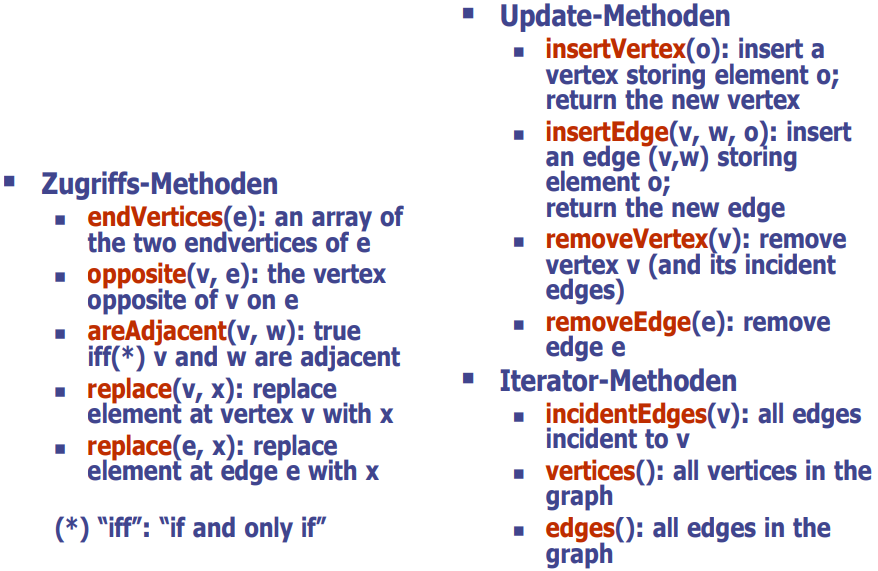 Zugriffs-Methoden
endVertices(e): an array of
the two endvertices of e
opposite(v, e): the vertex
opposite of v on e
areAdjacent(v, w): true
iff(*) v and w are adjacent
replace(v, x): replace
element at vertex v with x
replace(e, x): replace
element at edge e with x
(*) “iff”: “if and only if”
Update-Methoden
insertVertex(o): insert a
vertex storing element o;
return the new vertex
insertEdge(v, w, o): insert
an edge (v,w) storing
element o;
return the new edge
removeVertex(v): remove
vertex v (and its incident
edges)
removeEdge(e): remove
edge e
Iterator-Methoden
incidentEdges(v): all edges
incident to v
vertices(): all vertices in the
graph
edges(): all edges in the
graph